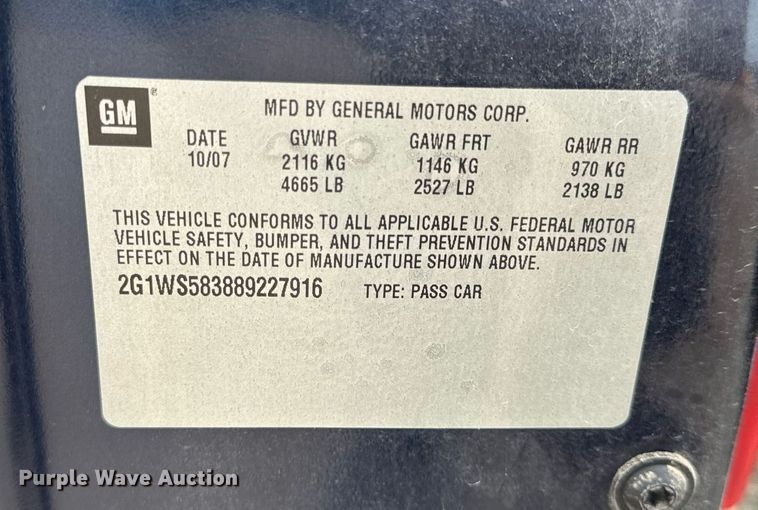 GM®
MFD BY GENERAL MOTORS CORP.
DATE GVWR GAWR FRT GAWR RR
10/07 2116 KG 1146 KG 970 KG
4665 LB 2527 LB 2138 LB
THIS VEHICLE CONFORMS TO ALL APPLICABLE U.S. FEDERAL MOTOR
VEHICLE SAFETY, BUMPER, AND THEFT PREVENTION STANDARDS IN
EFFECT ON THE DATE OF MANUFACTURE SHOWN ABOVE.
2G1WS583889227916 TYPE: PASS CAR
Purple Wave Auction